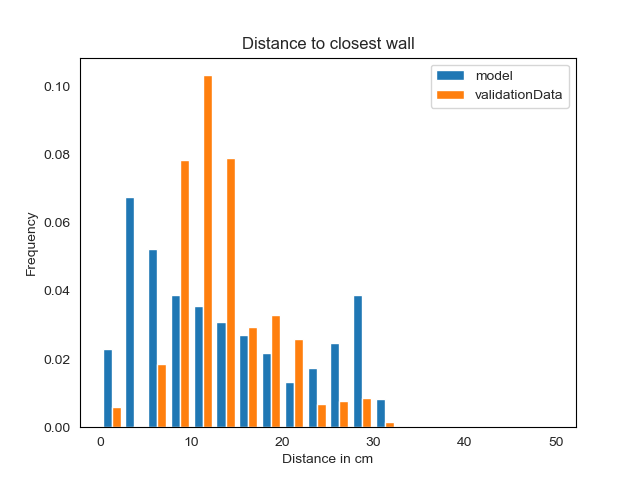 Distance to closest wall
model
validationData
Frequency
0.10
0.08
0.06
0.04
0.02
0.00
0 10 20 30 40 50
Distance in cm